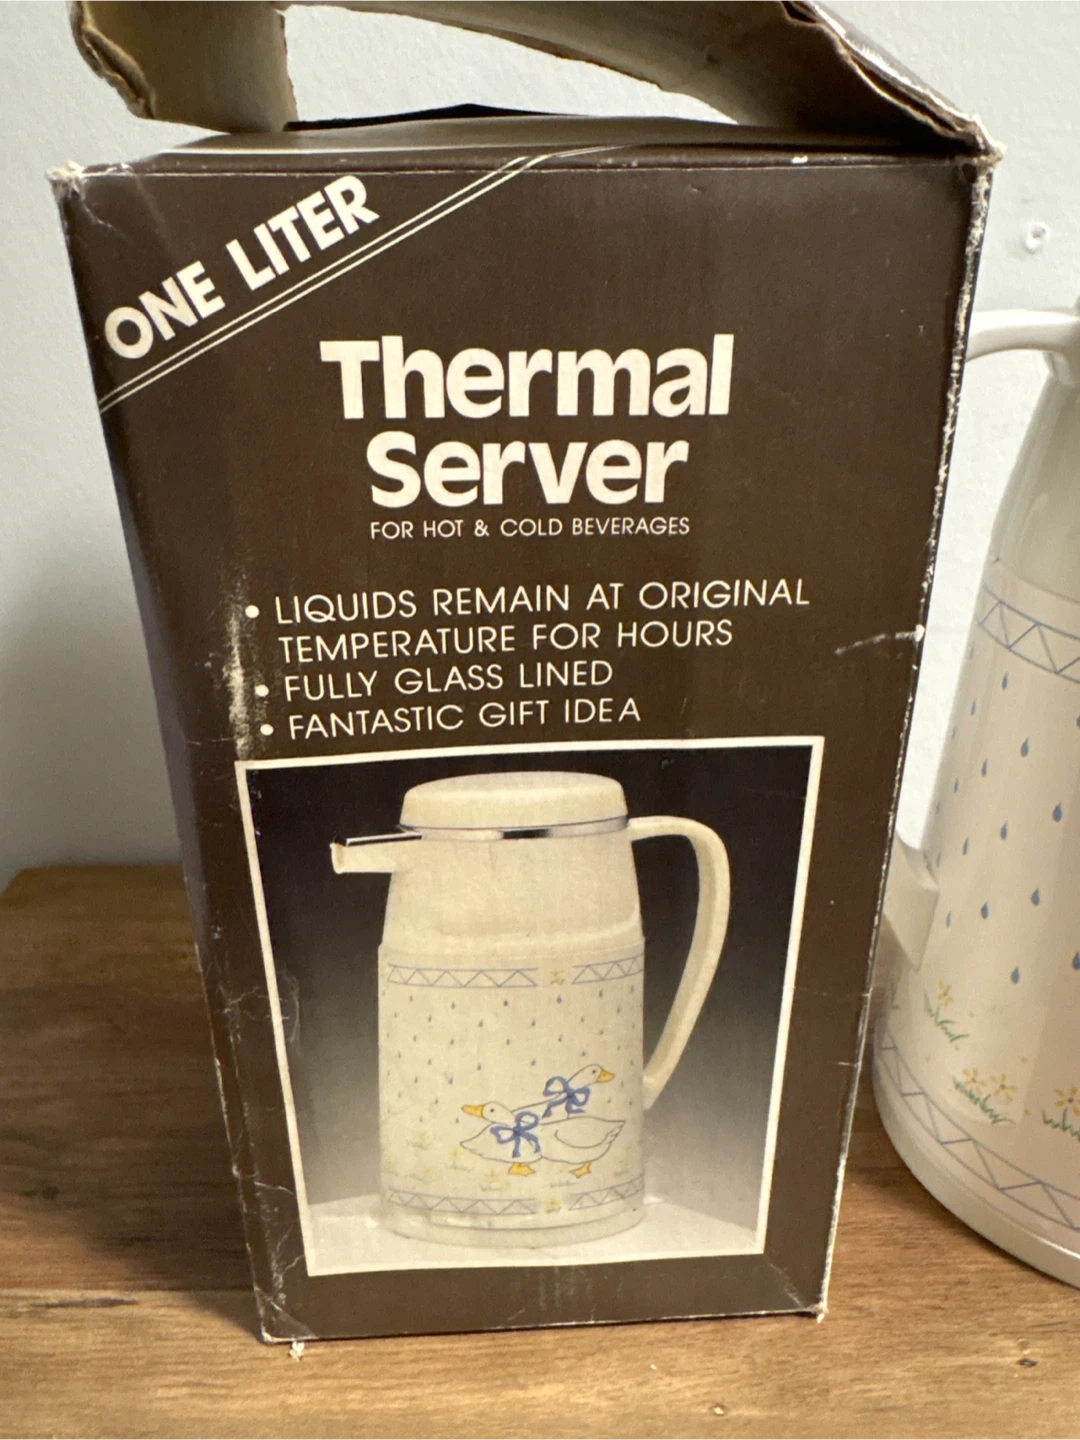 ONE LITER
Thermal
Server
FOR HOT & COLD BEVERAGES
• LIQUIDS REMAIN AT ORIGINAL
TEMPERATURE FOR HOURS
• FULLY GLASS LINED
• FANTASTIC GIFT IDEA